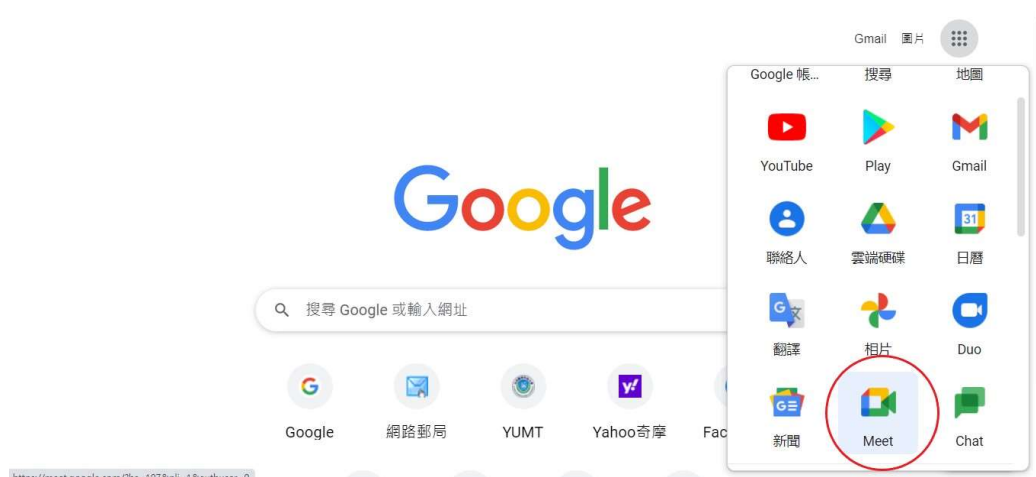 Gmail 圖片
Google 帳... 搜尋 地圖
YouTube Play Gmail
31
聯絡人 雲端硬碟 日曆
Google
搜尋 Google 或輸入網址
G 文
翻譯 相片 Duo
G
Y!
GE
新聞 Meet Chat
Google 網路郵局 YUMT Yahoo奇摩 Fac